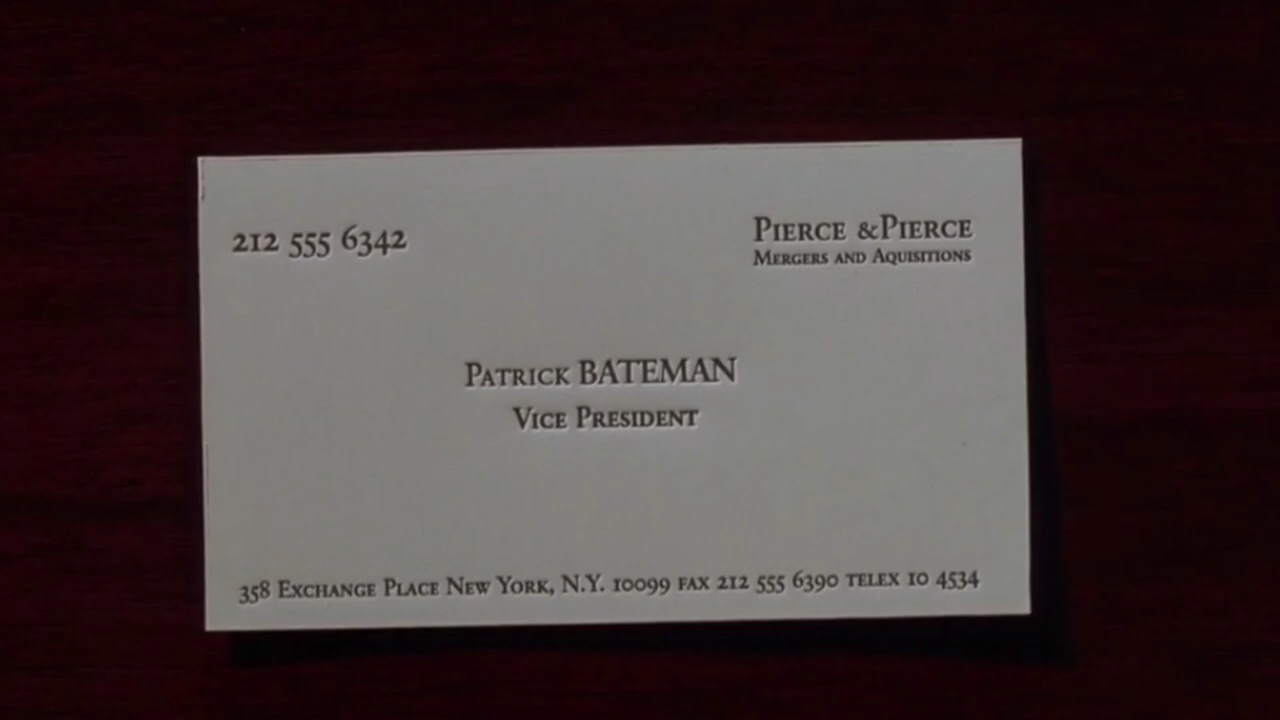 212 555 6342
Pierce &Pierce
Mergers and Aquisitions
Patrick BATEMAN
Vice President
358 Exchange Place New York, N.Y. 10099 fax 212 555 6390 telex 10 4534